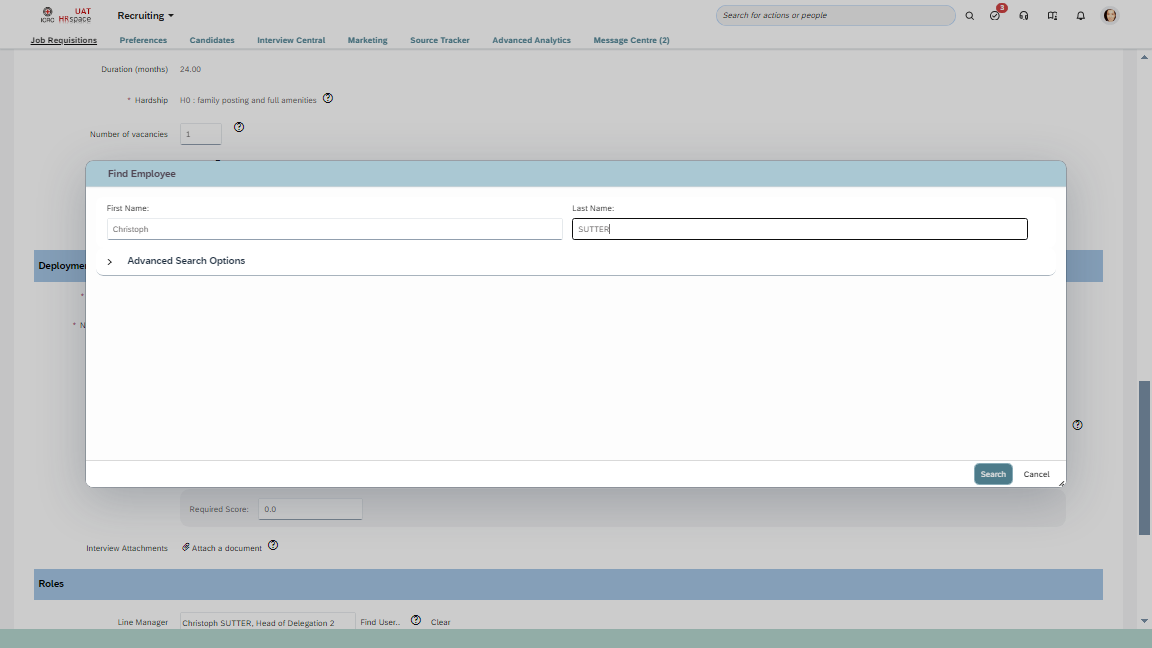 UAT
ICRC HRspace
Recruiting
Search for actions or people
3
Job Requisitions Preferences Candidates Interview Central Marketing Source Tracker Advanced Analytics Message Centre (2)
Duration (months) 24.00
* Hardship H0 : family posting and full amenities
Number of vacancies 1
Find Employee
First Name: Last Name:
Christoph SUTTER
Advanced Search Options
Deployme
*
* N
Search Cancel
Required Score: 0.0
Interview Attachments Attach a document
Roles
Line Manager Christoph SUTTER, Head of Delegation 2 Find User... Clear